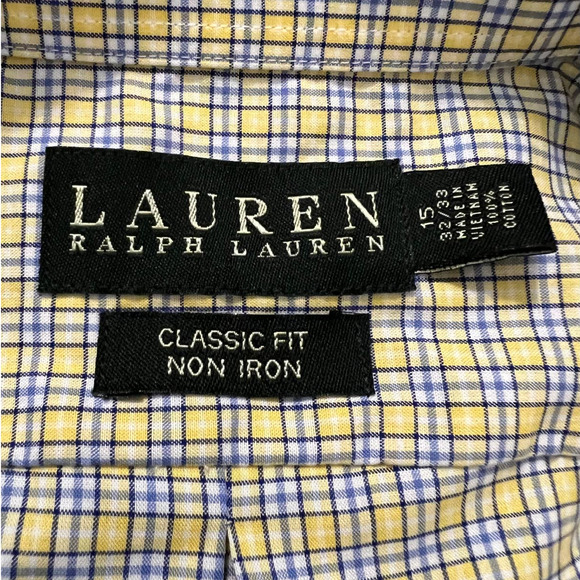 LAUREN
RALPH LAUREN
15
32/33
MADE IN
VIETNAM
100%
COTTON
CLASSIC FIT
NON IRON